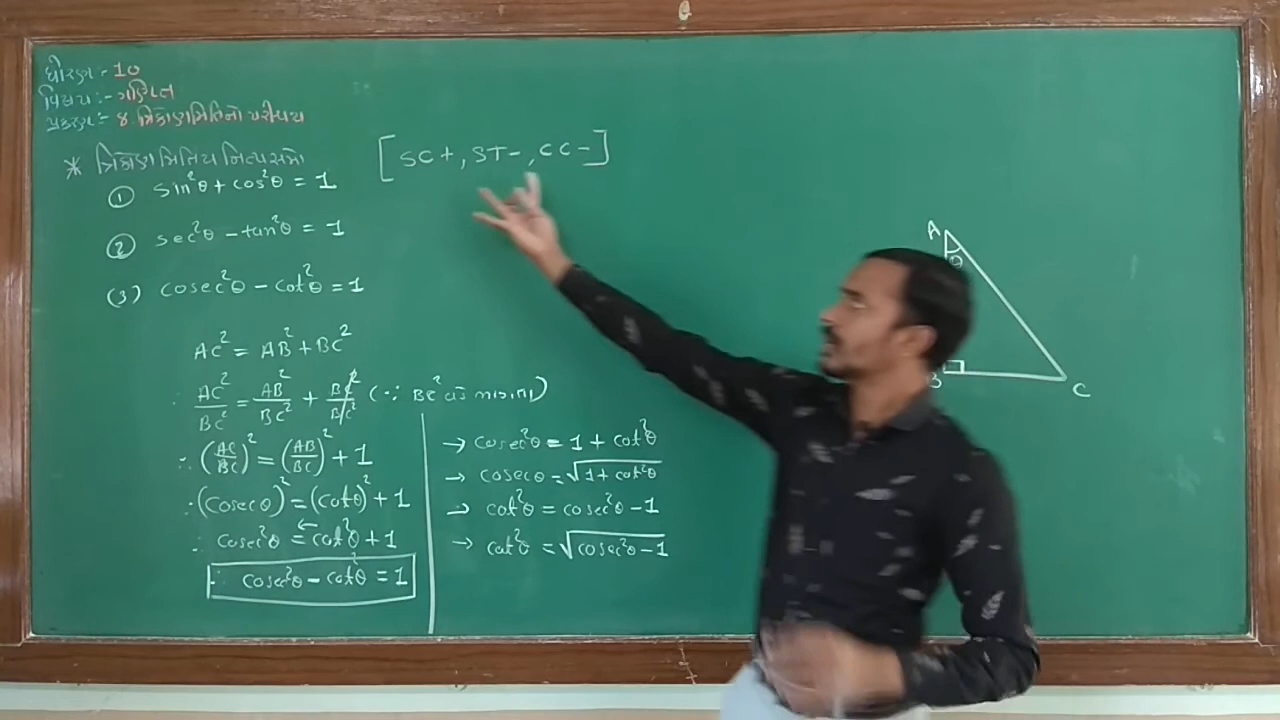 ધોરણ :- 10
વિષય :- ગણિત
પ્રકરણ :- 8. ત્રિકોણમિતિનો પરીચય
* ત્રિકોણમિતિય નિત્યસમો [SC+, ST-, CC-]
① sin²θ + cos²θ = 1
② sec²θ - tan²θ = 1
(3) cosec²θ - cot²θ = 1
AC² = AB² + BC²
∴ AC²/BC² = AB²/BC² + BC²/BC² (∵ BC² વડે ભાગતા)
∴ (AC/BC)² = (AB/BC)² + 1
∴ (cosecθ)² = (cotθ)² + 1
∴ cosec²θ = cot²θ + 1
∴ cosec²θ - cot²θ = 1
→ cosec²θ = 1 + cot²θ
→ cosecθ = √(1 + cot²θ)
→ cot²θ = cosec²θ - 1
→ cot²θ = √(cosec²θ - 1)
A
θ
B
C